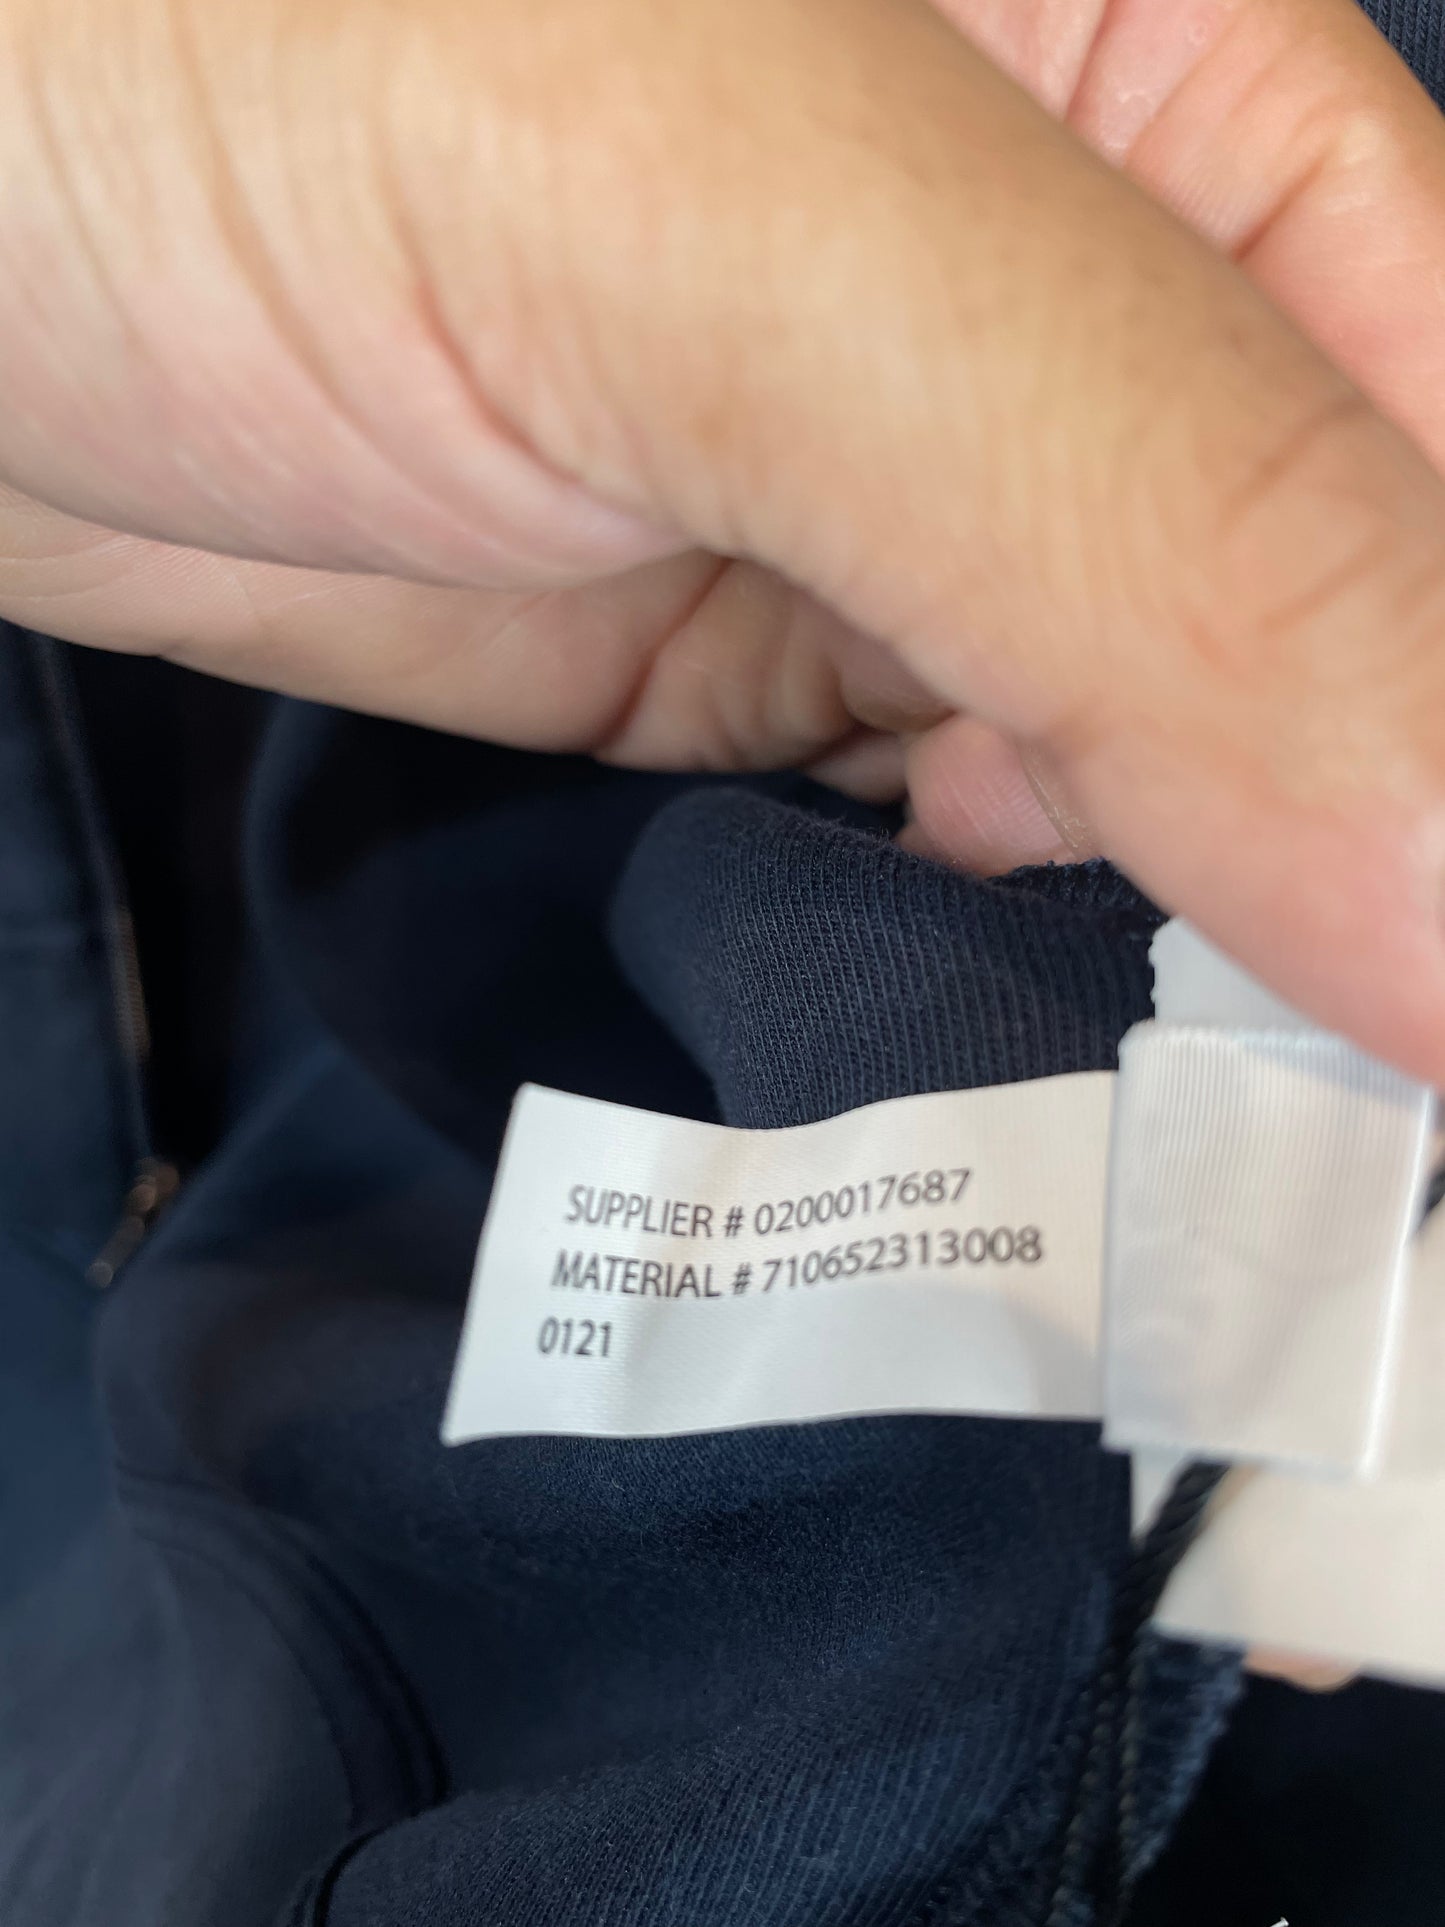 SUPPLIER # 0200017687
MATERIAL # 710652313008
0121